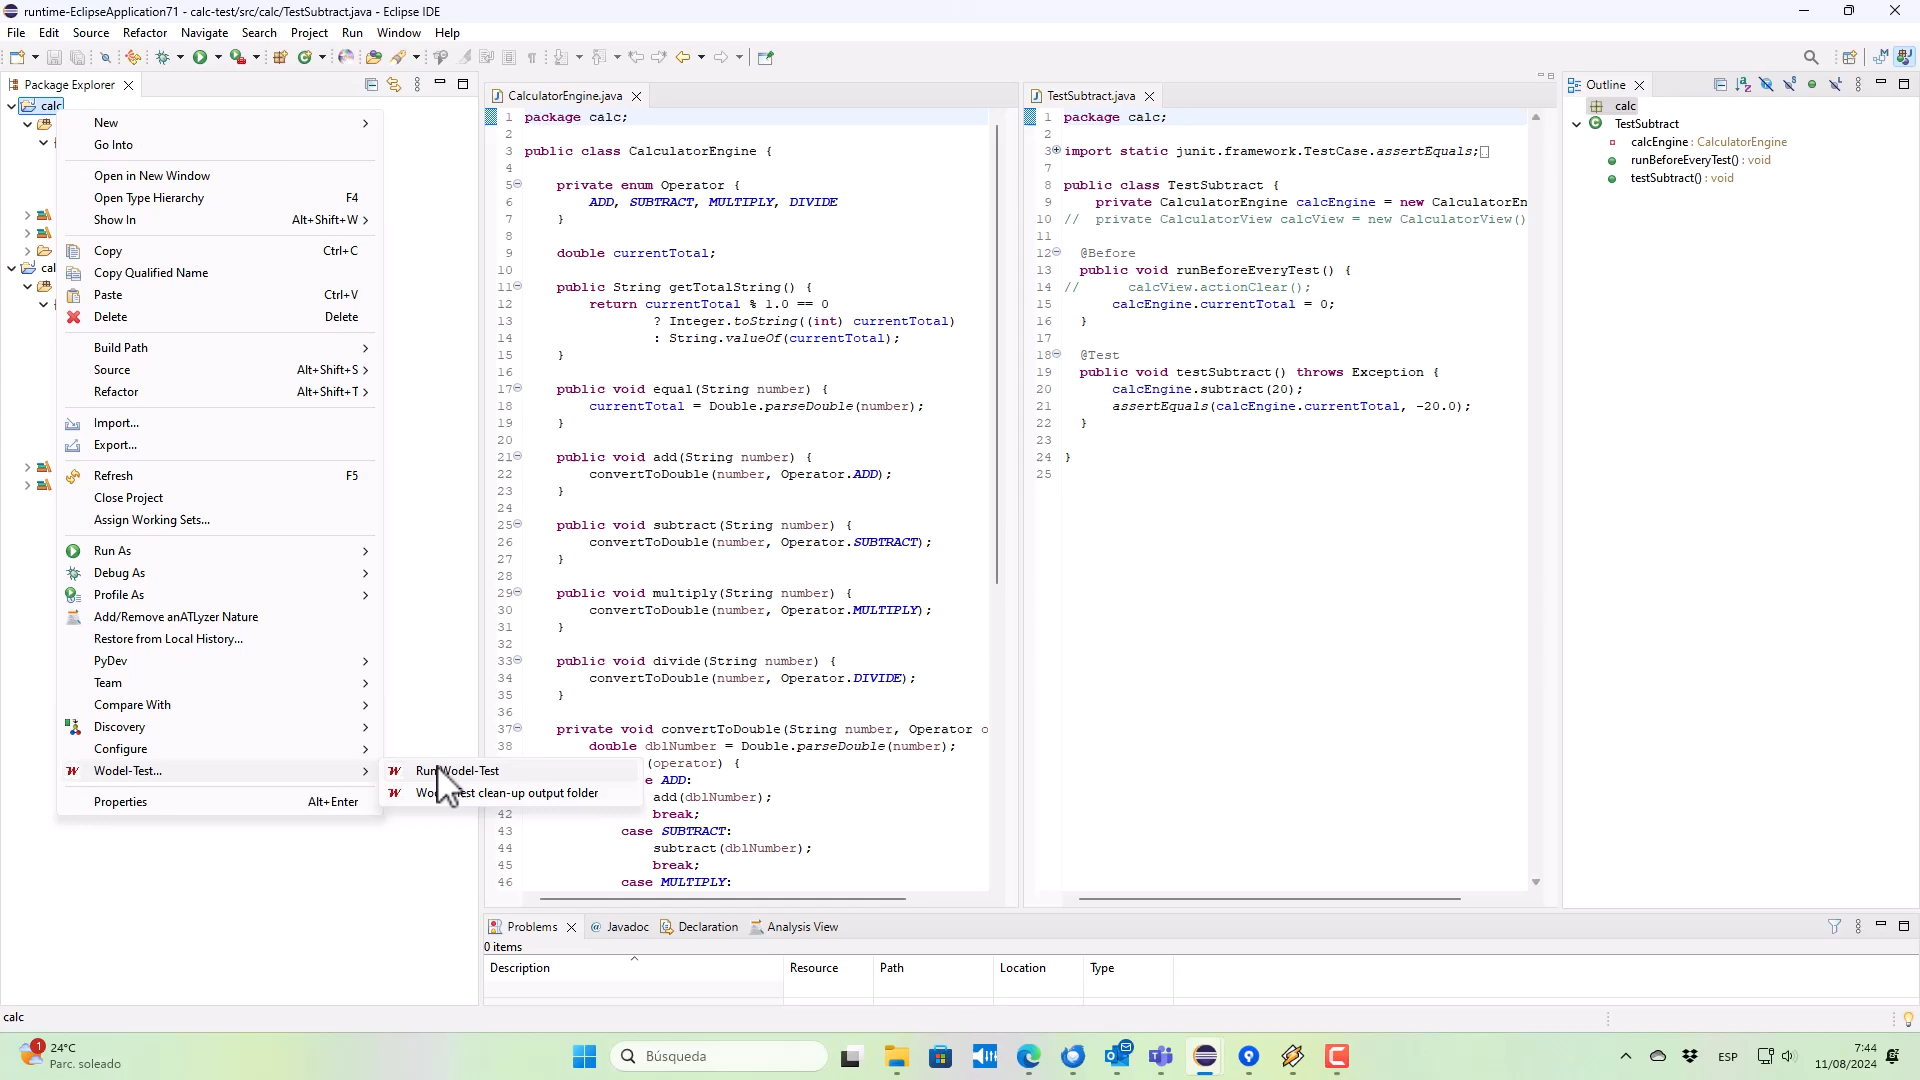 runtime-EclipseApplication71 - calc-test/src/calc/TestSubtract.java - Eclipse IDE
File Edit Source Refactor Navigate Search Project Run Window Help
Package Explorer
calc
New
Go Into
Open in New Window
Open Type Hierarchy F4
Show In Alt+Shift+W
Copy Ctrl+C
Copy Qualified Name
Paste Ctrl+V
Delete Delete
Build Path
Source Alt+Shift+S
Refactor Alt+Shift+T
Import...
Export...
Refresh F5
Close Project
Assign Working Sets...
Run As
Debug As
Profile As
Add/Remove anATLyzer Nature
Restore from Local History...
PyDev
Team
Compare With
Discovery
Configure
Wodel-Test...
Properties Alt+Enter
Run Wodel-Test
clean-up output folder
CalculatorEngine.java
1 package calc;
2
3 public class CalculatorEngine {
4
5 private enum Operator {
6 ADD, SUBTRACT, MULTIPLY, DIVIDE
7 }
8
9 double currentTotal;
10
11 public String getTotalString() {
12 return currentTotal % 1.0 == 0
13 ? Integer.toString((int) currentTotal)
14 : String.valueOf(currentTotal);
15 }
16
17 public void equal(String number) {
18 currentTotal = Double.parseDouble(number);
19 }
20
21 public void add(String number) {
22 convertToDouble(number, Operator.ADD);
23 }
24
25 public void subtract(String number) {
26 convertToDouble(number, Operator.SUBTRACT);
27 }
28
29 public void multiply(String number) {
30 convertToDouble(number, Operator.MULTIPLY);
31 }
32
33 public void divide(String number) {
34 convertToDouble(number, Operator.DIVIDE);
35 }
36
37 private void convertToDouble(String number, Operator o
38 double dblNumber = Double.parseDouble(number);
(operator) {
e ADD:
add(dblNumber);
42 break;
43 case SUBTRACT:
44 subtract(dblNumber);
45 break;
46 case MULTIPLY:
TestSubtract.java
1 package calc;
2
3 import static junit.framework.TestCase.assertEquals;
7
8 public class TestSubtract {
9 private CalculatorEngine calcEngine = new CalculatorEn
10 // private CalculatorView calcView = new CalculatorView()
11
12 @Before
13 public void runBeforeEveryTest() {
14 // calcView.actionClear();
15 calcEngine.currentTotal = 0;
16 }
17
18 @Test
19 public void testSubtract() throws Exception {
20 calcEngine.subtract(20);
21 assertEquals(calcEngine.currentTotal, -20.0);
22 }
23
24 }
25
Outline
calc
TestSubtract
calcEngine : CalculatorEngine
runBeforeEveryTest() : void
testSubtract() : void
Problems Javadoc Declaration Analysis View
0 items
Description Resource Path Location Type
calc
1
24°C
Parc. soleado
Búsqueda
ESP
7:44
11/08/2024